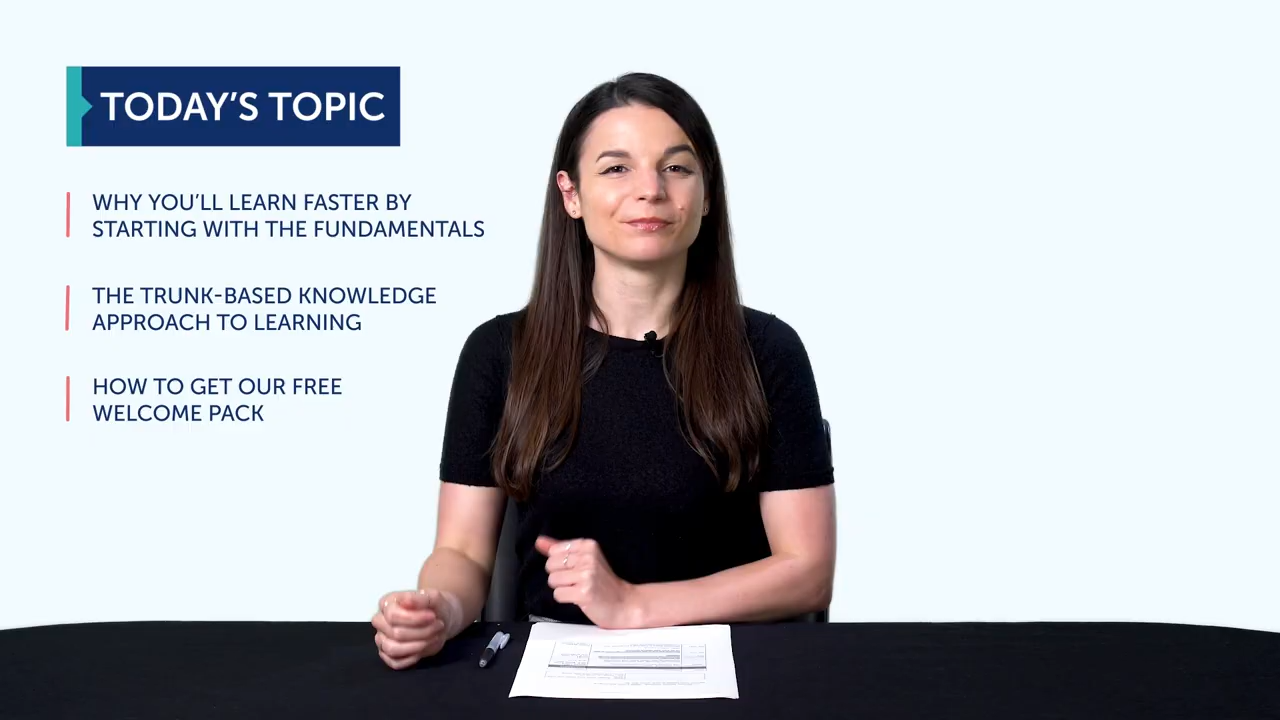 TODAY'S TOPIC
WHY YOU'LL LEARN FASTER BY
STARTING WITH THE FUNDAMENTALS
THE TRUNK-BASED KNOWLEDGE
APPROACH TO LEARNING
HOW TO GET OUR FREE
WELCOME PACK